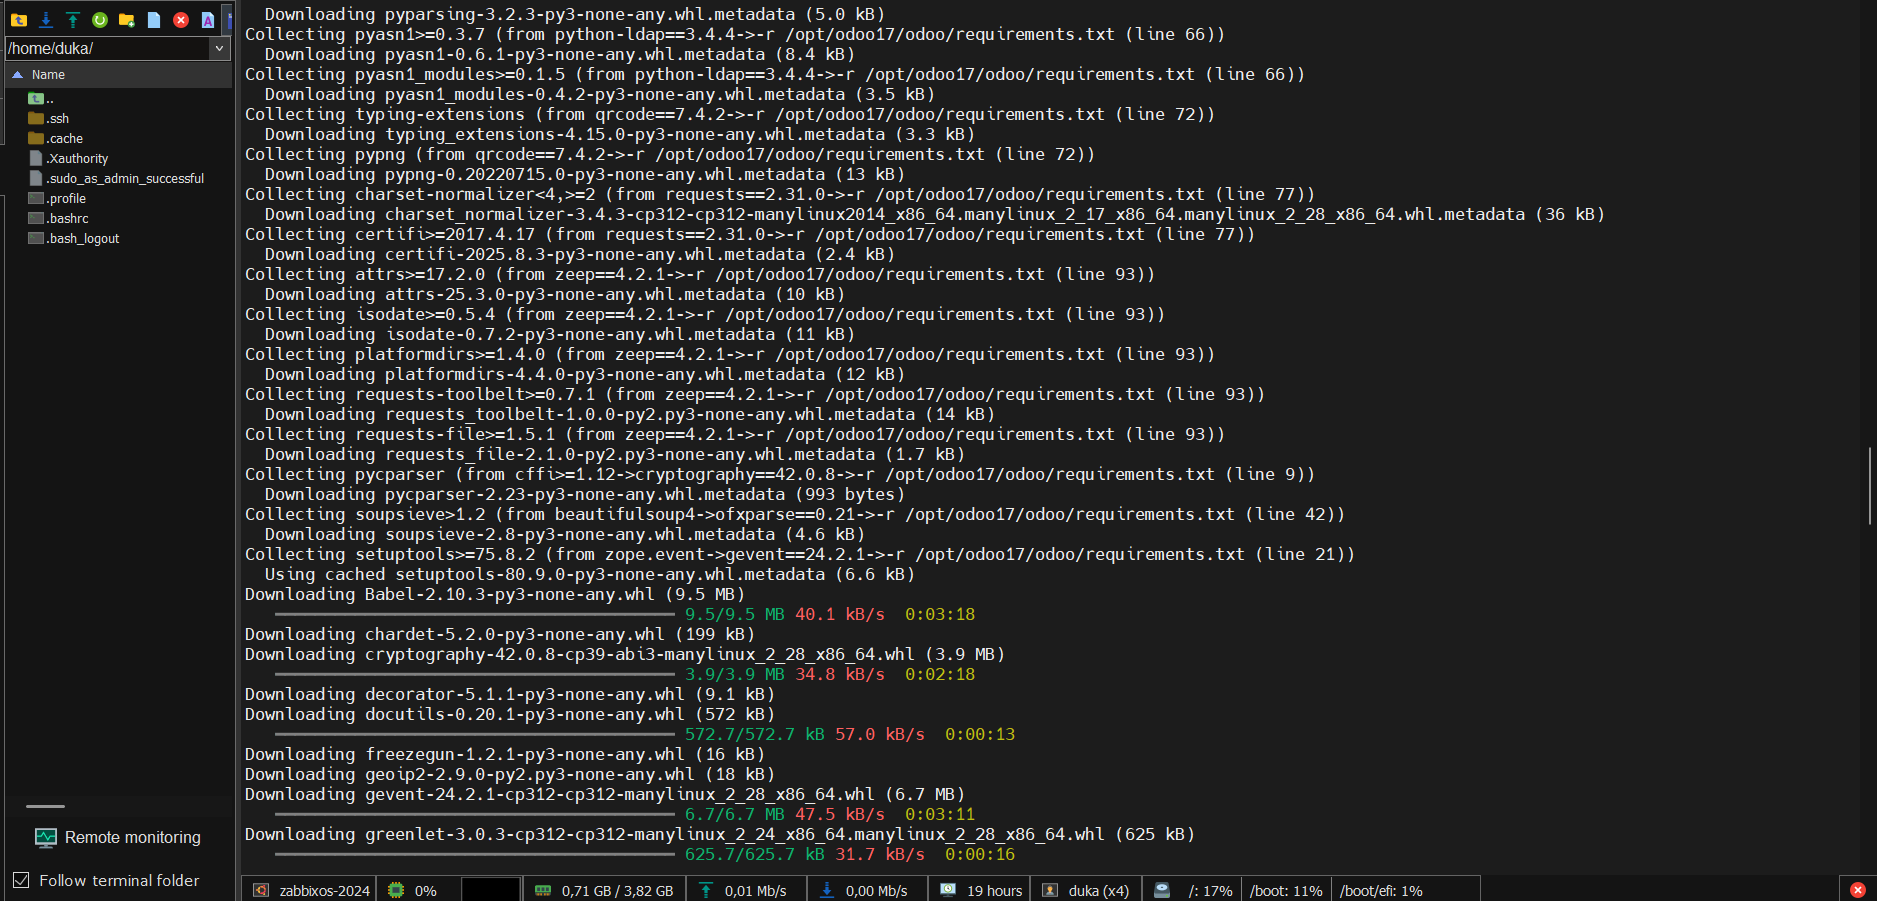 /home/duka/
Name
..
.ssh
.cache
.Xauthority
.sudo_as_admin_successful
.profile
.bashrc
.bash_logout
Remote monitoring
Follow terminal folder
Downloading pyparsing-3.2.3-py3-none-any.whl.metadata (5.0 kB)
Collecting pyasn1>=0.3.7 (from python-ldap==3.4.4->-r /opt/odoo17/odoo/requirements.txt (line 66))
Downloading pyasn1-0.6.1-py3-none-any.whl.metadata (8.4 kB)
Collecting pyasn1_modules>=0.1.5 (from python-ldap==3.4.4->-r /opt/odoo17/odoo/requirements.txt (line 66))
Downloading pyasn1_modules-0.4.2-py3-none-any.whl.metadata (3.5 kB)
Collecting typing-extensions (from qrcode==7.4.2->-r /opt/odoo17/odoo/requirements.txt (line 72))
Downloading typing_extensions-4.15.0-py3-none-any.whl.metadata (3.3 kB)
Collecting pypng (from qrcode==7.4.2->-r /opt/odoo17/odoo/requirements.txt (line 72))
Downloading pypng-0.20220715.0-py3-none-any.whl.metadata (13 kB)
Collecting charset-normalizer<4,>=2 (from requests==2.31.0->-r /opt/odoo17/odoo/requirements.txt (line 77))
Downloading charset_normalizer-3.4.3-cp312-cp312-manylinux2014_x86_64.manylinux_2_17_x86_64.manylinux_2_28_x86_64.whl.metadata (36 kB)
Collecting certifi>=2017.4.17 (from requests==2.31.0->-r /opt/odoo17/odoo/requirements.txt (line 77))
Downloading certifi-2025.8.3-py3-none-any.whl.metadata (2.4 kB)
Collecting attrs>=17.2.0 (from zeep==4.2.1->-r /opt/odoo17/odoo/requirements.txt (line 93))
Downloading attrs-25.3.0-py3-none-any.whl.metadata (10 kB)
Collecting isodate>=0.5.4 (from zeep==4.2.1->-r /opt/odoo17/odoo/requirements.txt (line 93))
Downloading isodate-0.7.2-py3-none-any.whl.metadata (11 kB)
Collecting platformdirs>=1.4.0 (from zeep==4.2.1->-r /opt/odoo17/odoo/requirements.txt (line 93))
Downloading platformdirs-4.4.0-py3-none-any.whl.metadata (12 kB)
Collecting requests-toolbelt>=0.7.1 (from zeep==4.2.1->-r /opt/odoo17/odoo/requirements.txt (line 93))
Downloading requests_toolbelt-1.0.0-py2.py3-none-any.whl.metadata (14 kB)
Collecting requests-file>=1.5.1 (from zeep==4.2.1->-r /opt/odoo17/odoo/requirements.txt (line 93))
Downloading requests_file-2.1.0-py2.py3-none-any.whl.metadata (1.7 kB)
Collecting pycparser (from cffi>=1.12->cryptography==42.0.8->-r /opt/odoo17/odoo/requirements.txt (line 9))
Downloading pycparser-2.23-py3-none-any.whl.metadata (993 bytes)
Collecting soupsieve>1.2 (from beautifulsoup4->ofxparse==0.21->-r /opt/odoo17/odoo/requirements.txt (line 42))
Downloading soupsieve-2.8-py3-none-any.whl.metadata (4.6 kB)
Collecting setuptools>=75.8.2 (from zope.event->gevent==24.2.1->-r /opt/odoo17/odoo/requirements.txt (line 21))
Using cached setuptools-80.9.0-py3-none-any.whl.metadata (6.6 kB)
Downloading Babel-2.10.3-py3-none-any.whl (9.5 MB)
9.5/9.5 MB 40.1 kB/s 0:03:18
Downloading chardet-5.2.0-py3-none-any.whl (199 kB)
Downloading cryptography-42.0.8-cp39-abi3-manylinux_2_28_x86_64.whl (3.9 MB)
3.9/3.9 MB 34.8 kB/s 0:02:18
Downloading decorator-5.1.1-py3-none-any.whl (9.1 kB)
Downloading docutils-0.20.1-py3-none-any.whl (572 kB)
572.7/572.7 kB 57.0 kB/s 0:00:13
Downloading freezegun-1.2.1-py3-none-any.whl (16 kB)
Downloading geoip2-2.9.0-py2.py3-none-any.whl (18 kB)
Downloading gevent-24.2.1-cp312-cp312-manylinux_2_28_x86_64.whl (6.7 MB)
6.7/6.7 MB 47.5 kB/s 0:03:11
Downloading greenlet-3.0.3-cp312-cp312-manylinux_2_24_x86_64.manylinux_2_28_x86_64.whl (625 kB)
625.7/625.7 kB 31.7 kB/s 0:00:16
zabbixos-2024 0% 0,71 GB / 3,82 GB 0,01 Mb/s 0,00 Mb/s 19 hours duka (x4) /: 17% /boot: 11% /boot/efi: 1%